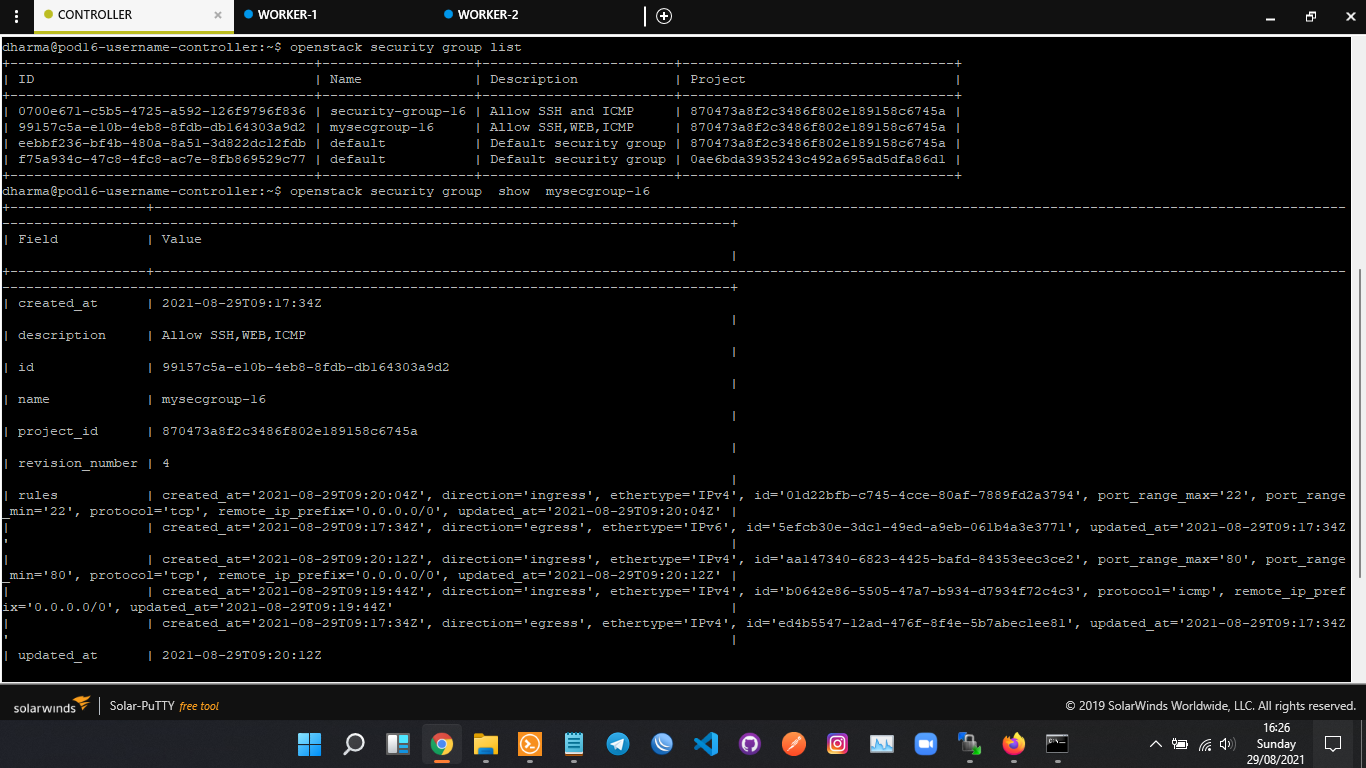 CONTROLLER × WORKER-1 WORKER-2
dharma@pod16-username-controller:~$ openstack security group list
+--------------------------------------+-------------------+------------------------+----------------------------------+
| ID | Name | Description | Project |
+--------------------------------------+-------------------+------------------------+----------------------------------+
| 0700e671-c5b5-4725-a592-126f9796f836 | security-group-16 | Allow SSH and ICMP | 870473a8f2c3486f802e189158c6745a |
| 99157c5a-e10b-4eb8-8fdb-db164303a9d2 | mysecgroup-16 | Allow SSH,WEB,ICMP | 870473a8f2c3486f802e189158c6745a |
| eebbf236-bf4b-480a-8a51-3d822dc12fdb | default | Default security group | 870473a8f2c3486f802e189158c6745a |
| f75a934c-47c8-4fc8-ac7e-8fb869529c77 | default | Default security group | 0ae6bda3935243c492a695ad5dfa86d1 |
+--------------------------------------+-------------------+------------------------+----------------------------------+
dharma@pod16-username-controller:~$ openstack security group  show  mysecgroup-16
| Field | Value
|
| created_at | 2021-08-29T09:17:34Z
|
| description | Allow SSH,WEB,ICMP
|
| id | 99157c5a-e10b-4eb8-8fdb-db164303a9d2
|
| name | mysecgroup-16
|
| project_id | 870473a8f2c3486f802e189158c6745a
|
| revision_number | 4
|
| rules | created_at='2021-08-29T09:20:04Z', direction='ingress', ethertype='IPv4', id='01d22bfb-c745-4cce-80af-7889fd2a3794', port_range_max='22', port_range
_min='22', protocol='tcp', remote_ip_prefix='0.0.0.0/0', updated_at='2021-08-29T09:20:04Z' |
| | created_at='2021-08-29T09:17:34Z', direction='egress', ethertype='IPv6', id='5efcb30e-3dc1-49ed-a9eb-061b4a3e3771', updated_at='2021-08-29T09:17:34Z
' |
| | created_at='2021-08-29T09:20:12Z', direction='ingress', ethertype='IPv4', id='aa147340-6823-4425-bafd-84353eec3ce2', port_range_max='80', port_range
_min='80', protocol='tcp', remote_ip_prefix='0.0.0.0/0', updated_at='2021-08-29T09:20:12Z' |
| | created_at='2021-08-29T09:19:44Z', direction='ingress', ethertype='IPv4', id='b0642e86-5505-47a7-b934-d7934f72c4c3', protocol='icmp', remote_ip_pref
ix='0.0.0.0/0', updated_at='2021-08-29T09:19:44Z' |
| | created_at='2021-08-29T09:17:34Z', direction='egress', ethertype='IPv4', id='ed4b5547-12ad-476f-8f4e-5b7abec1ee81', updated_at='2021-08-29T09:17:34Z
' |
| updated_at | 2021-08-29T09:20:12Z
solarwinds | Solar-PuTTY free tool © 2019 SolarWinds Worldwide, LLC. All rights reserved.
16:26
Sunday
29/08/2021